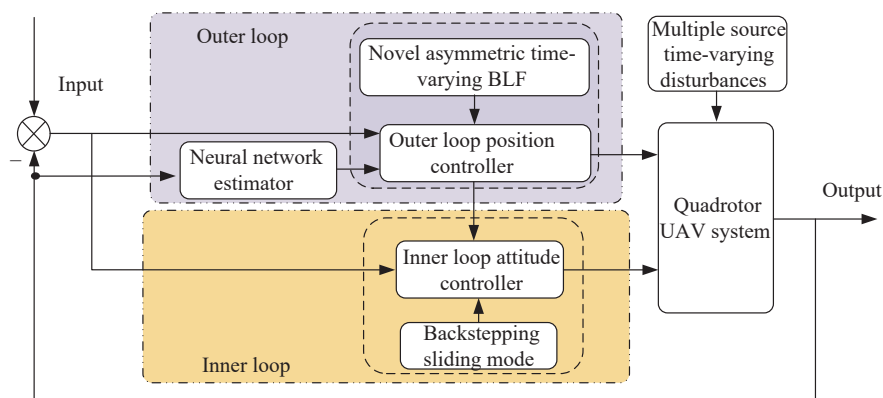 Outer loop
Novel asymmetric time-
varying BLF
Multiple source
time-varying
disturbances
Input
Outer loop position
controller
−
Neural network
estimator
Output
Quadrotor
UAV system
Inner loop attitude
controller
Backstepping
sliding mode
Inner loop